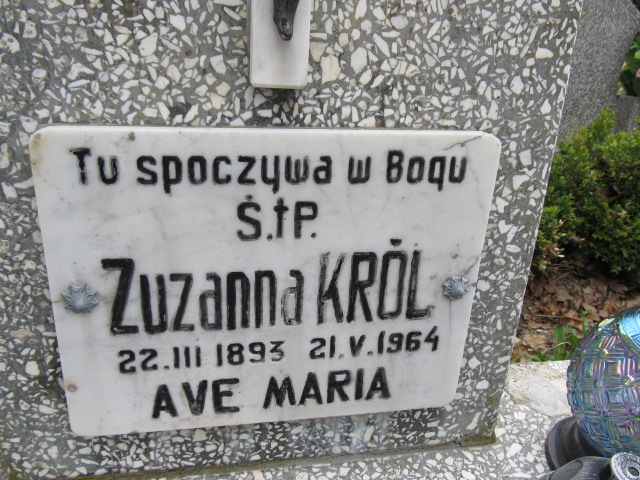 Tu spoczywa w Bogu
Ś.†P.
Zuzanna KRÓL
22.III 1893 21.V.1964
AVE MARIA